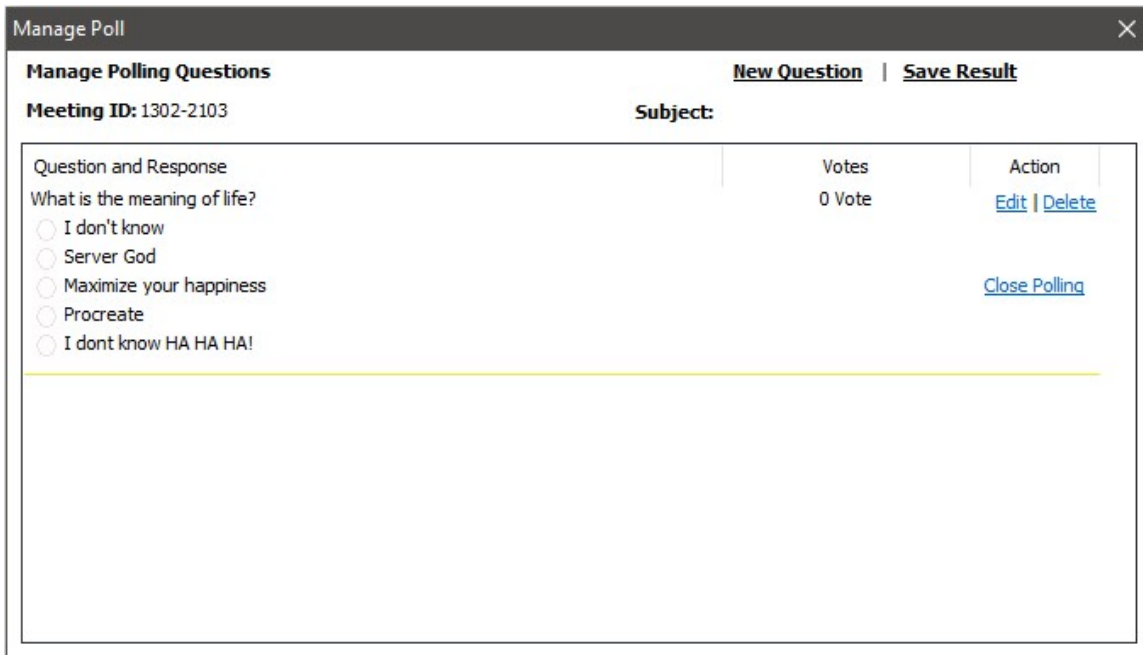 Manage Poll
Manage Polling Questions New Question | Save Result
Meeting ID: 1302-2103 Subject:
Question and Response Votes Action
What is the meaning of life? 0 Vote Edit | Delete
I don't know
Server God
Maximize your happiness Close Polling
Procreate
I dont know HA HA HA!